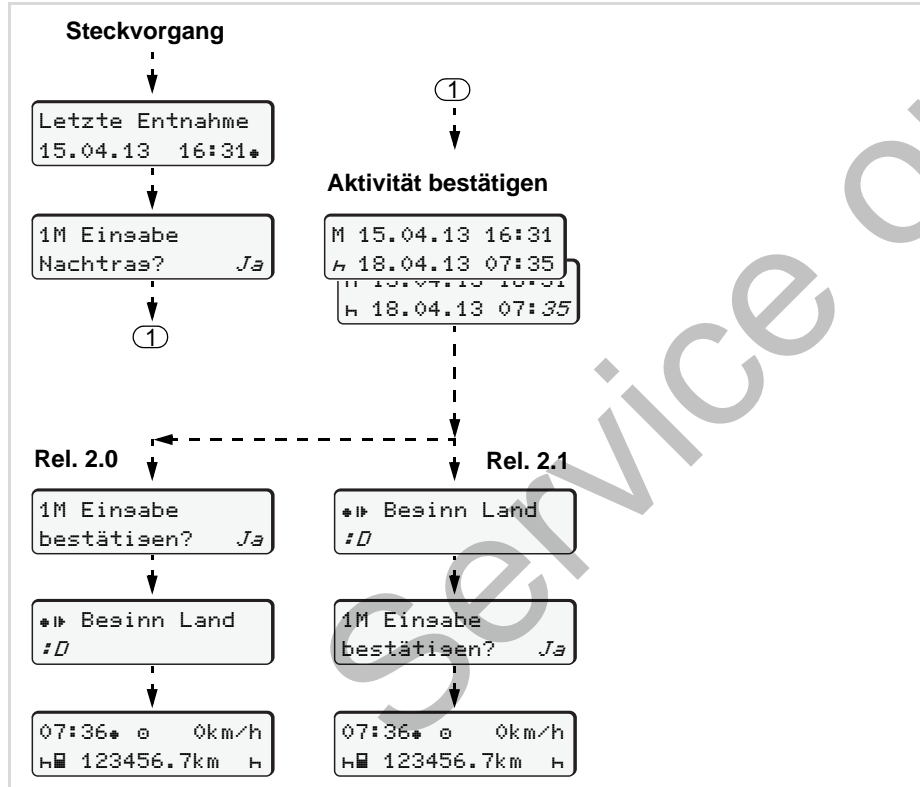 Steckvorgang
Letzte Entnahme
15.04.13 16:31
1M Eingabe
Nachtrag? Ja
1
1
Aktivität bestätigen
M 15.04.13 16:31
18.04.13 07:35
18.04.13 07:35
Rel. 2.0
1M Eingabe
bestätigen? Ja
Beginn Land
:D
07:36 0km/h
123456.7km
Rel. 2.1
Beginn Land
:D
1M Eingabe
bestätigen? Ja
07:36 0km/h
123456.7km
Service o